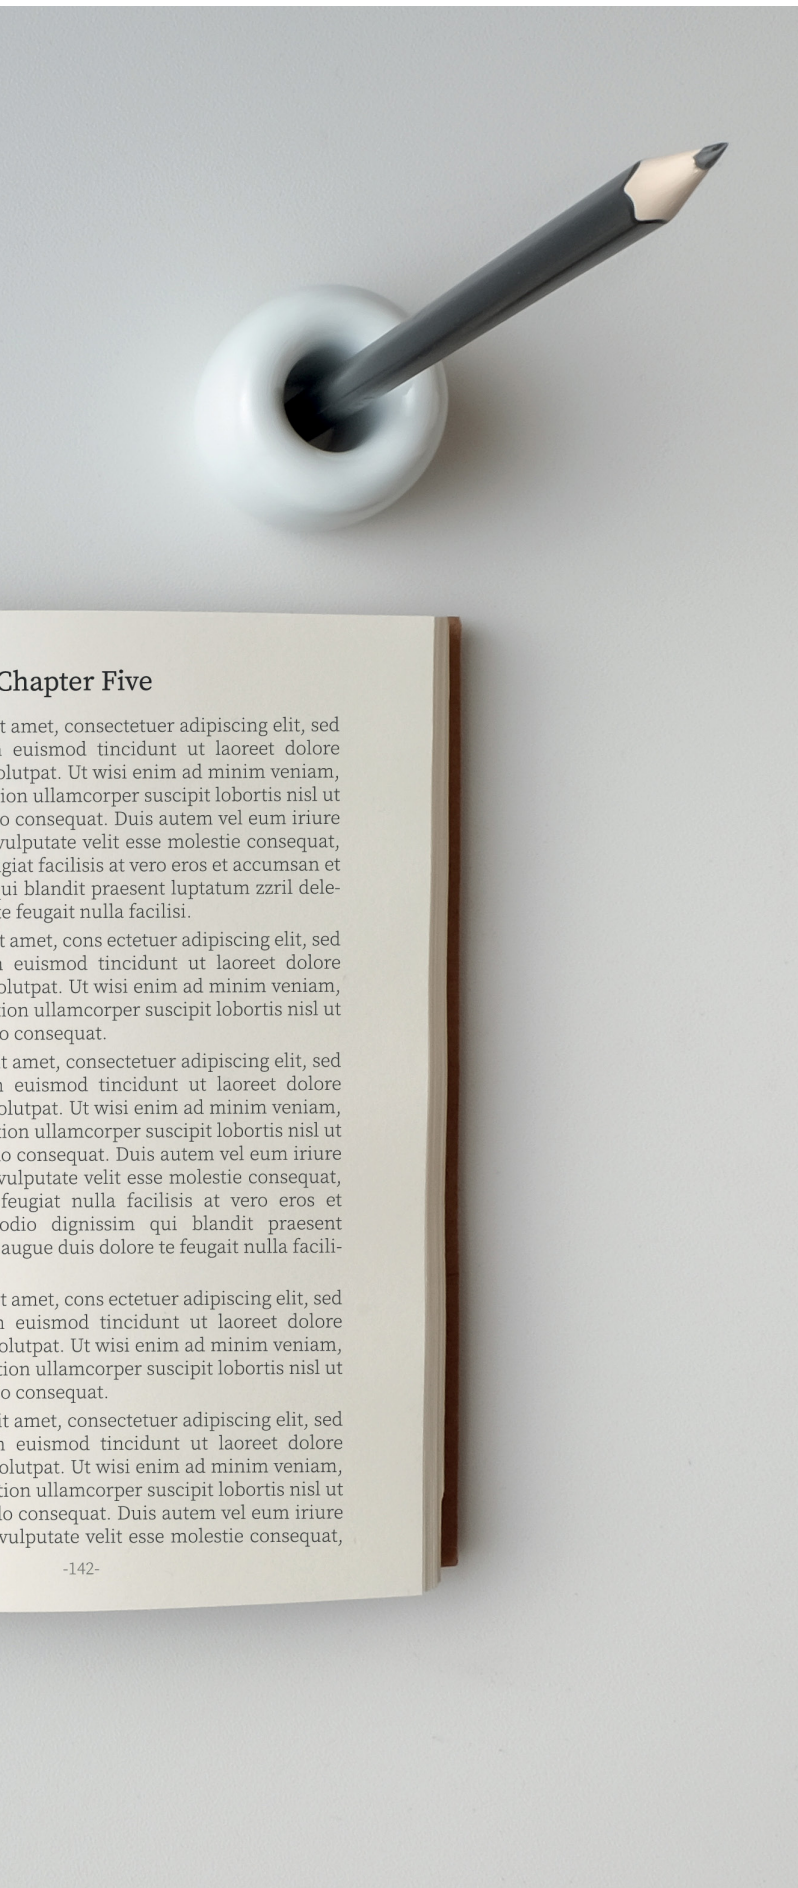 Chapter Five
t amet, consectetuer adipiscing elit, sed
euismod tincidunt ut laoreet dolore
olutpat. Ut wisi enim ad minim veniam,
ion ullamcorper suscipit lobortis nisl ut
o consequat. Duis autem vel eum iriure
vulputate velit esse molestie consequat,
giat facilisis at vero eros et accumsan et
qui blandit praesent luptatum zzril dele-
te feugait nulla facilisi.
t amet, cons ectetuer adipiscing elit, sed
euismod tincidunt ut laoreet dolore
olutpat. Ut wisi enim ad minim veniam,
tion ullamcorper suscipit lobortis nisl ut
o consequat.
t amet, consectetuer adipiscing elit, sed
euismod tincidunt ut laoreet dolore
olutpat. Ut wisi enim ad minim veniam,
tion ullamcorper suscipit lobortis nisl ut
o consequat. Duis autem vel eum iriure
vulputate velit esse molestie consequat,
feugiat nulla facilisis at vero eros et
odio dignissim qui blandit praesent
augue duis dolore te feugait nulla facili-
t amet, cons ectetuer adipiscing elit, sed
euismod tincidunt ut laoreet dolore
olutpat. Ut wisi enim ad minim veniam,
tion ullamcorper suscipit lobortis nisl ut
o consequat.
it amet, consectetuer adipiscing elit, sed
euismod tincidunt ut laoreet dolore
olutpat. Ut wisi enim ad minim veniam,
tion ullamcorper suscipit lobortis nisl ut
lo consequat. Duis autem vel eum iriure
vulputate velit esse molestie consequat,
-142-